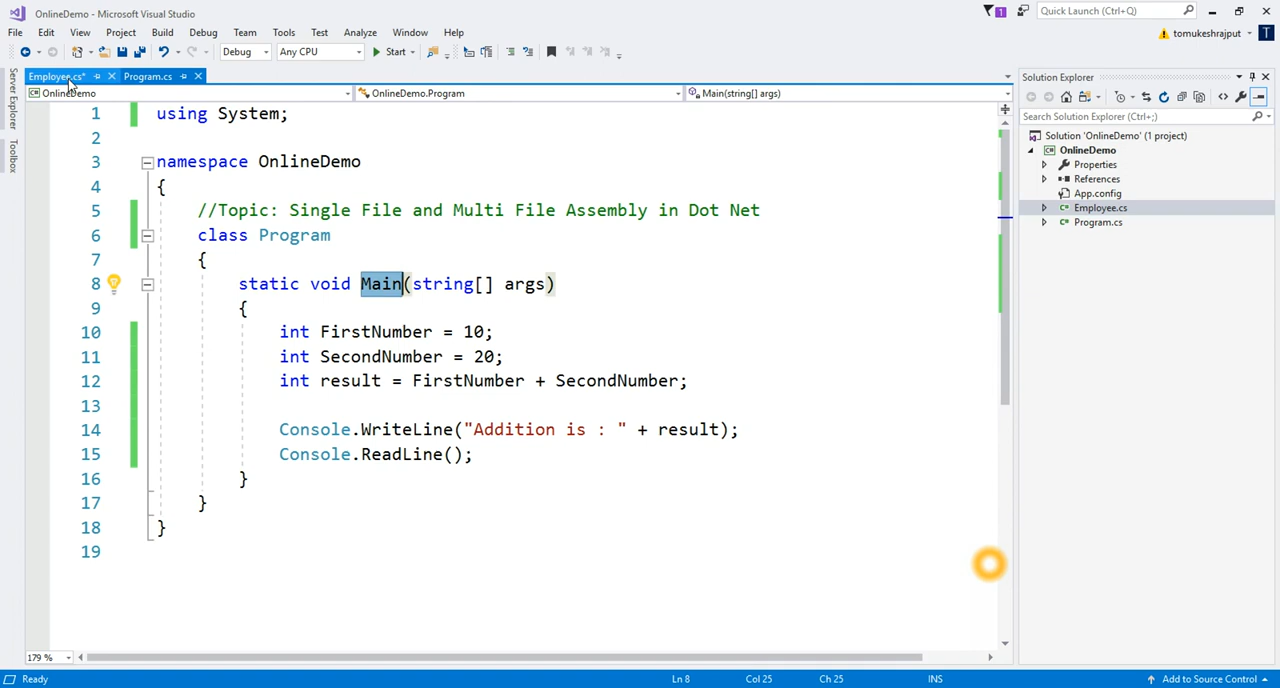 OnlineDemo - Microsoft Visual Studio
1
Quick Launch (Ctrl+Q)
File Edit View Project Build Debug Team Tools Test Analyze Window Help
tomukeshrajput
T
Debug
Any CPU
Start
Employee.cs*
Program.cs
OnlineDemo
OnlineDemo.Program
Main(string[] args)
Server Explorer
Toolbox
1 using System;
2
3 namespace OnlineDemo
4 {
5 //Topic: Single File and Multi File Assembly in Dot Net
6 class Program
7 {
8 static void Main(string[] args)
9 {
10 int FirstNumber = 10;
11 int SecondNumber = 20;
12 int result = FirstNumber + SecondNumber;
13
14 Console.WriteLine("Addition is : " + result);
15 Console.ReadLine();
16 }
17 }
18 }
19
179 %
Solution Explorer
Search Solution Explorer (Ctrl+;)
Solution 'OnlineDemo' (1 project)
OnlineDemo
Properties
References
App.config
Employee.cs
Program.cs
Ready
Ln 8
Col 25
Ch 25
INS
Add to Source Control